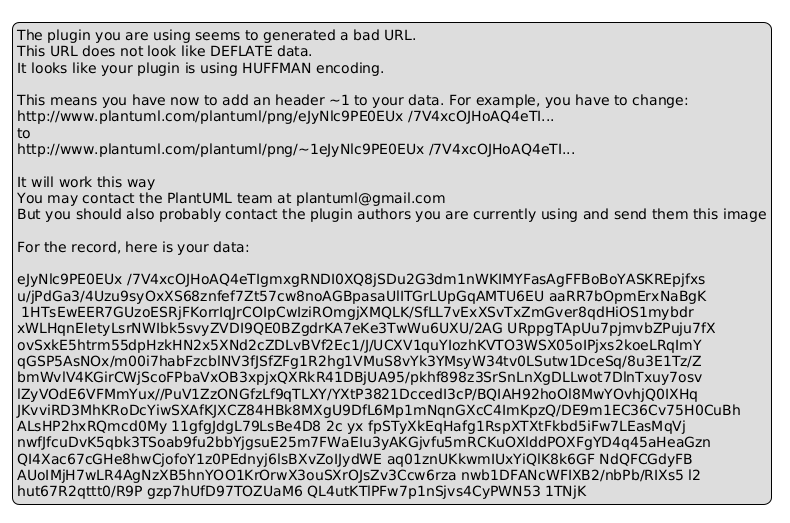 The plugin you are using seems to generated a bad URL.
This URL does not look like DEFLATE data.
It looks like your plugin is using HUFFMAN encoding.
This means you have now to add an header ~1 to your data. For example, you have to change:
http://www.plantuml.com/plantuml/png/eJyNlc9PE0EUx /7V4xcOJHoAQ4eTI...
to
http://www.plantuml.com/plantuml/png/~1eJyNlc9PE0EUx /7V4xcOJHoAQ4eTI...
It will work this way
You may contact the PlantUML team at plantuml@gmail.com
But you should also probably contact the plugin authors you are currently using and send them this image
For the record, here is your data:
eJyNlc9PE0EUx /7V4xcOJHoAQ4eTIgmxgRNDI0XQ8jSDu2G3dm1nWKIMYFasAgFFBoBoYASKREpjfxs
u/jPdGa3/4Uzu9syOxXS68znfef7Zt57cw8noAGBpasaUIITGrLUpGqAMTU6EU aaRR7bOpmErxNaBgK
1HTsEwEER7GUzoESRjFKorrIqJrCOIpCwIziROmgjXMQLK/SfLL7vExXSvTxZmGver8qdHiOS1mybdr
xWLHqnEIetyLsrNWIbk5svyZVDI9QE0BZgdrKA7eKe3TwWu6UXU/2AG URppgTApUu7pjmvbZPuju7fX
ovSxkE5htrm55dpHzkHN2x5XNd2cZDLvBVf2Ec1/J/UCXV1quYIozhKVTO3WSX05oIPjxs2koeLRqImY
qGSP5AsNOx/m00i7habFzcblNV3fJSfZFg1R2hg1VMuS8vYk3YMsyW34tv0LSutw1DceSq/8u3E1Tz/Z
bmWvlV4KGirCWjScoFPbaVxOB3xpjxQXRkR41DBjUA95/pkhf898z3SrSnLnXgDLLwot7DlnTxuy7osv
lZyVOdE6VFMmYux//PuV1ZzONGfzLf9qTLXY/YXtP3821DccedI3cP/BQIAH92hoOl8MwYOvhjQ0IXHq
JKvviRD3MhKRoDcYiwSXAfKJXCZ84HBk8MXgU9DfL6Mp1mNqnGXcC4ImKpzQ/DE9m1EC36Cv75H0CuBh
ALsHP2hxRQmcd0My 11gfgJdgL79LsBe4D8 2c yx fpSTyXkEqHafg1RspXTXtFkbd5iFw7LEasMqVj
nwfJfcuDvK5qbk3TSoab9fu2bbYjgsuE25m7FWaEIu3yAKGjvfu5mRCKuOXlddPOXFgYD4q45aHeaGzn
QI4Xac67cGHe8hwCjofoY1z0PEdnyj6lsBXvZoIJydWE aq01znUKkwmIUxYiQlK8k6GF NdQFCGdyFB
AUoIMjH7wLR4AgNzXB5hnYOO1KrOrwX3ouSXrOJsZv3Ccw6rza nwb1DFANcWFIXB2/nbPb/RIXs5 l2
hut67R2qttt0/R9P gzp7hUfD97TOZUaM6 QL4utKTlPFw7p1nSjvs4CyPWN53 1TNjK